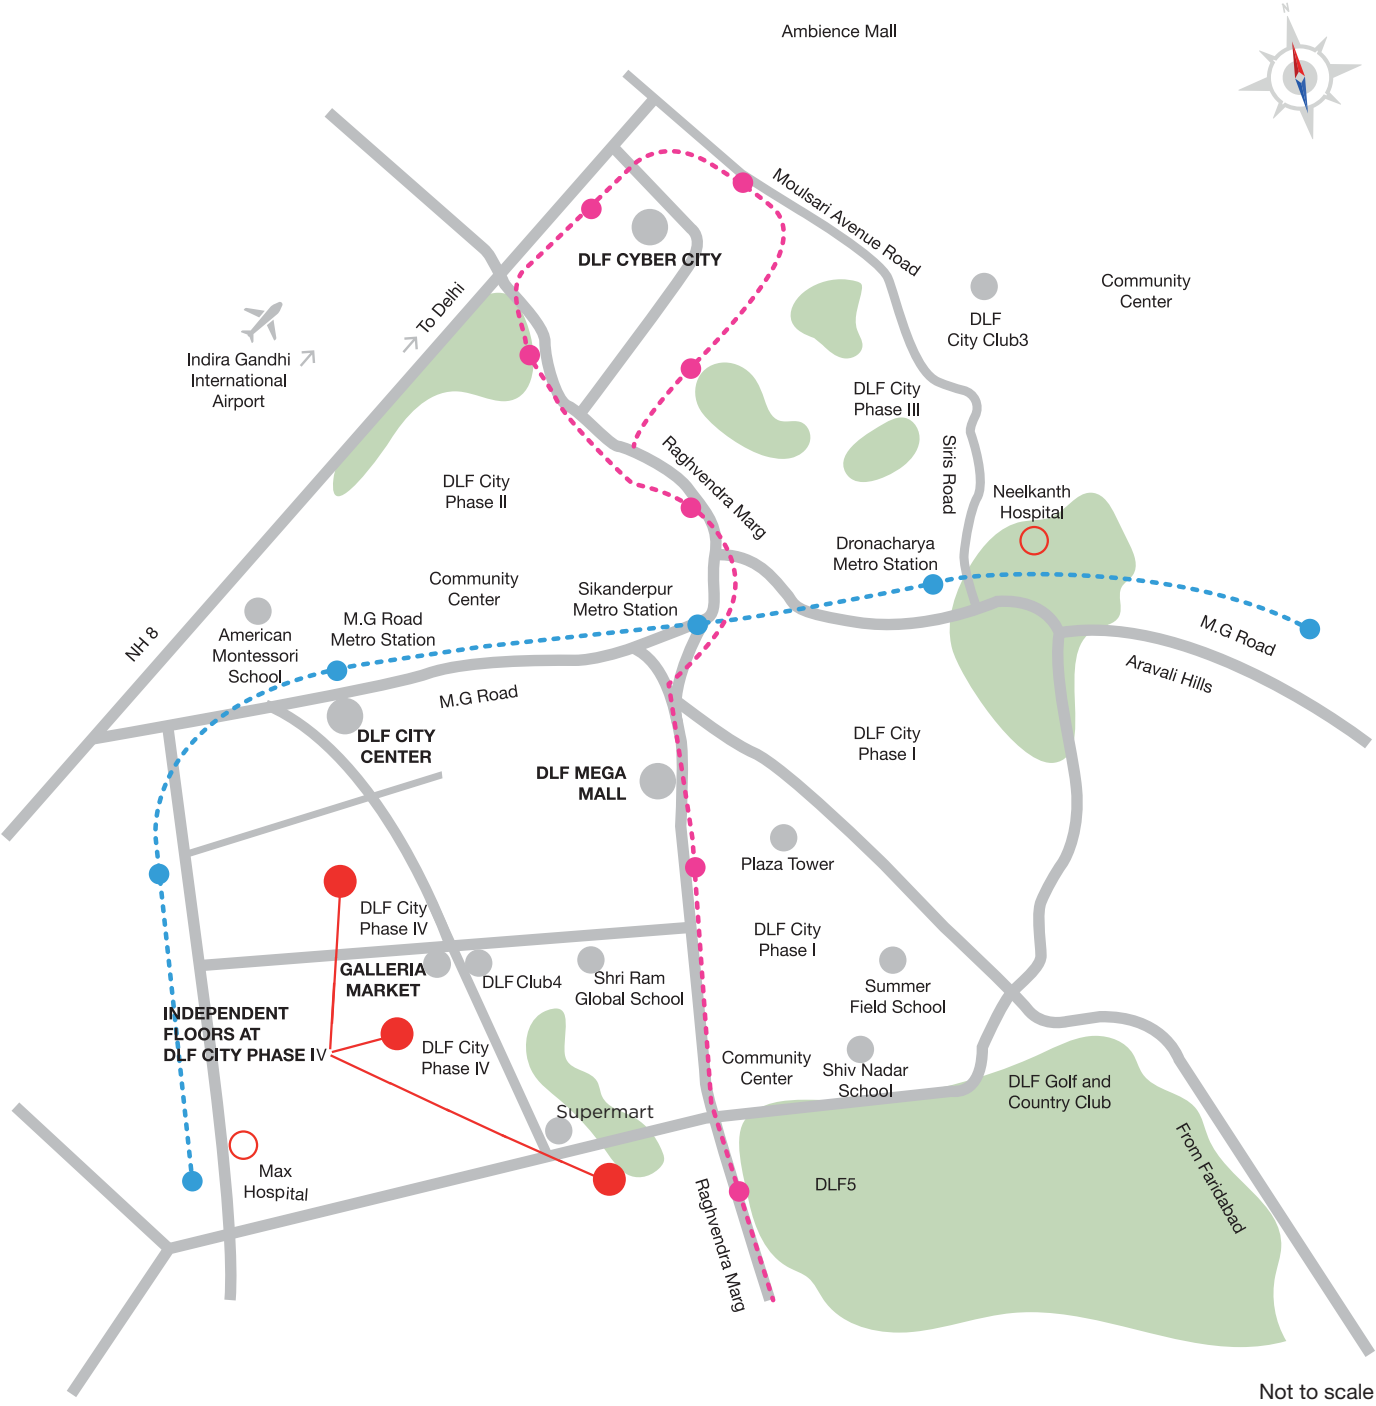 N
Ambience Mall
Moulsari Avenue Road
DLF CYBER CITY
Community
Center
To Delhi
DLF
City Club3
Indira Gandhi
International
Airport
DLF City
Phase III
Raghvendra Marg
Siris Road
DLF City
Phase II
Neelkanth
Hospital
Dronacharya
Metro Station
Community
Center
Sikanderpur
Metro Station
M.G Road
Metro Station
American
Montessori
School
NH 8
M.G Road
Aravali Hills
M.G Road
DLF CITY
CENTER
DLF City
Phase I
DLF MEGA
MALL
Plaza Tower
DLF City
Phase IV
DLF City
Phase I
GALLERIA
MARKET
DLF Club4
Shri Ram
Global School
Summer
Field School
INDEPENDENT
FLOORS AT
DLF CITY PHASE IV
DLF City
Phase IV
Community
Center
Shiv Nadar
School
DLF Golf and
Country Club
Supermart
From Faridabad
Max
Hospital
DLF5
Raghvendra Marg
Not to scale